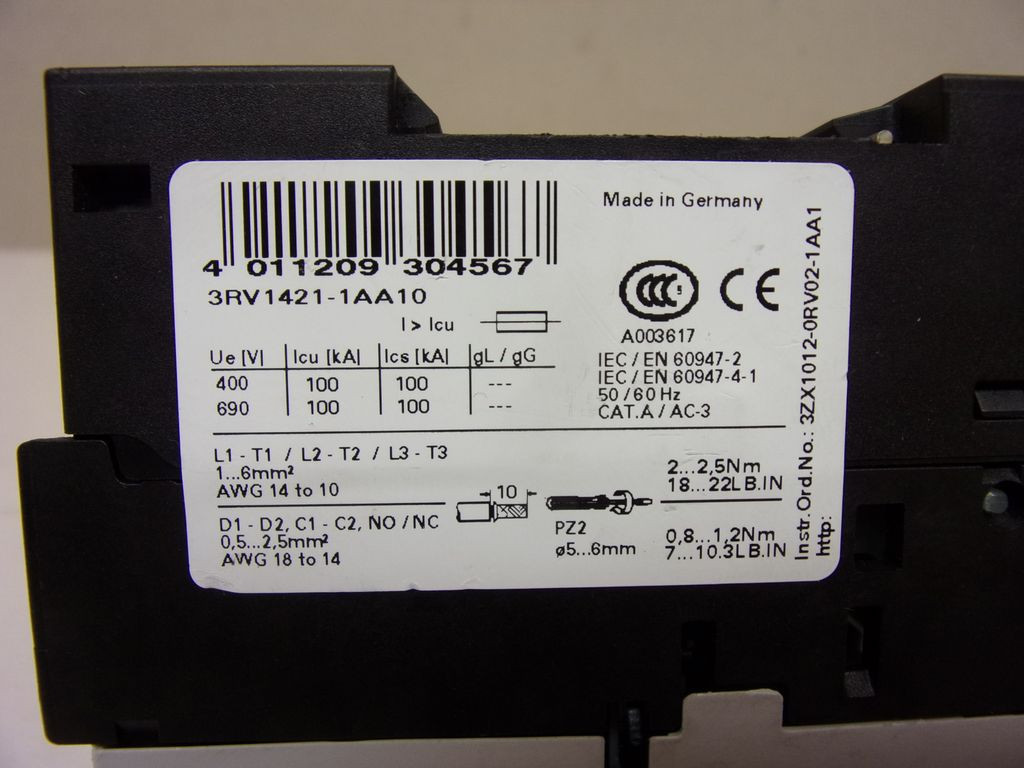 4 011209 304567
3RV1421-1AA10
Made in Germany
I > Icu
CCC S CE
A003617
Ue [V] Icu [kA] Ics [kA] gL / gG
400 100 100 ---
690 100 100 ---
IEC / EN 60947-2
IEC / EN 60947-4-1
50 / 60 Hz
CAT.A / AC-3
L1 - T1 / L2 - T2 / L3 - T3
1...6mm²
AWG 14 to 10
2...2,5Nm
18...22LB.IN
10
D1 - D2, C1 - C2, NO / NC
0,5...2,5mm²
AWG 18 to 14
PZ2
ø5...6mm
0,8...1,2Nm
7...10.3LB.IN
Instr.Ord.No.: 3ZX1012-0RV02-1AA1
http: